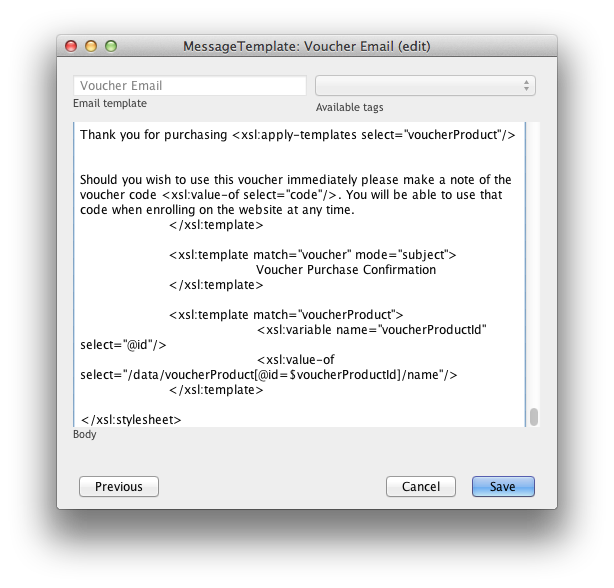 MessageTemplate: Voucher Email (edit)
Voucher Email
Email template
Available tags
Thank you for purchasing <xsl:apply-templates select="voucherProduct"/>
Should you wish to use this voucher immediately please make a note of the
voucher code <xsl:value-of select="code"/>. You will be able to use that
code when enrolling on the website at any time.
</xsl:template>
<xsl:template match="voucher" mode="subject">
Voucher Purchase Confirmation
</xsl:template>
<xsl:template match="voucherProduct">
<xsl:variable name="voucherProductId"
select="@id"/>
<xsl:value-of
select="/data/voucherProduct[@id=$voucherProductId]/name"/>
</xsl:template>
</xsl:stylesheet>
Body
Previous
Cancel
Save